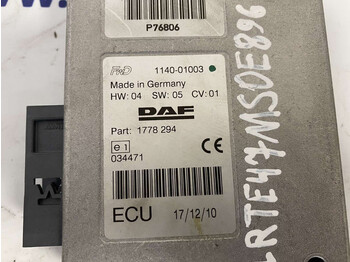 P76806
1140-01003
Made in Germany
HW: 04 SW: 05 CV: 01
DAF
Part: 1778 294
e1
034471
CE
ECU 17/12/10